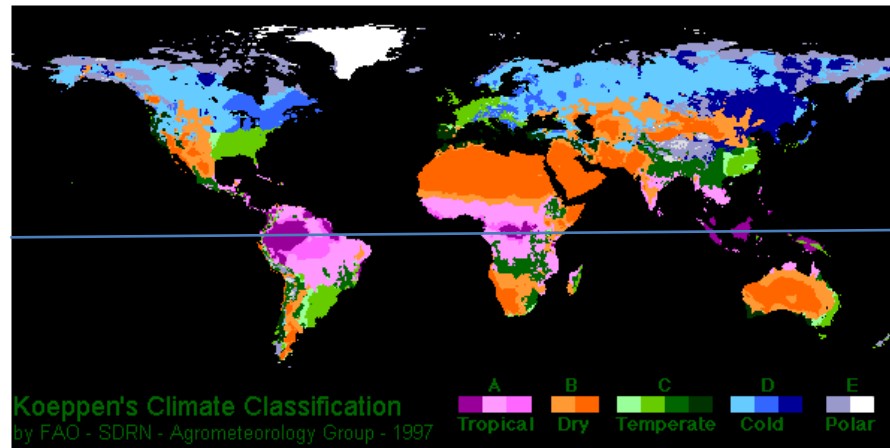 Koeppen's Climate Classification
by FAO - SDRN - Agrometeorology Group - 1997
A B C D E
Tropical Dry Temperate Cold Polar